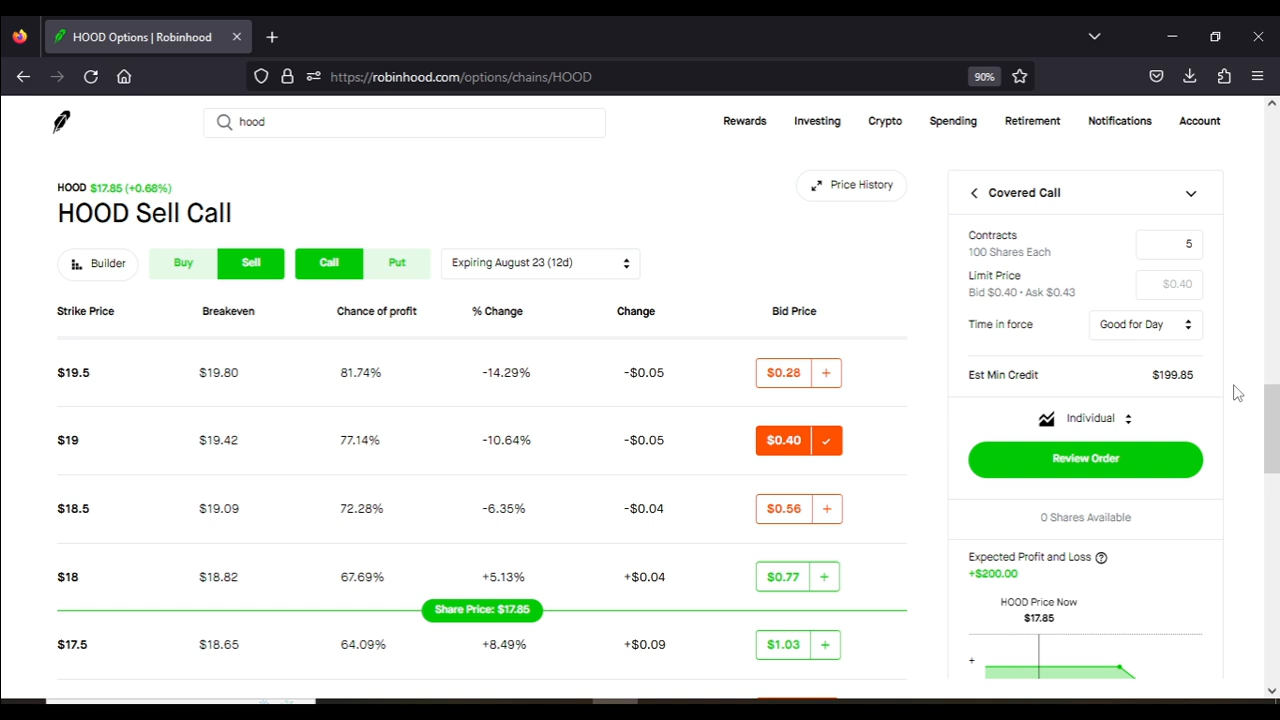 HOOD Options | Robinhood
https://robinhood.com/options/chains/HOOD
90%
hood
Rewards Investing Crypto Spending Retirement Notifications Account
HOOD $17.85 (+0.68%)
HOOD Sell Call
Price History
Builder Buy Sell Call Put Expiring August 23 (12d)
Strike Price Breakeven Chance of profit % Change Change Bid Price
$19.5 $19.80 81.74% -14.29% -$0.05 $0.28 +
$19 $19.42 77.14% -10.64% -$0.05 $0.40
$18.5 $19.09 72.28% -6.35% -$0.04 $0.56 +
$18 $18.82 67.69% +5.13% +$0.04 $0.77 +
Share Price: $17.85
$17.5 $18.65 64.09% +8.49% +$0.09 $1.03 +
Covered Call
Contracts 5
100 Shares Each
Limit Price $0.40
Bid $0.40 • Ask $0.43
Time in force Good for Day
Est Min Credit $199.85
Individual
Review Order
0 Shares Available
Expected Profit and Loss
+$200.00
HOOD Price Now
$17.85
+